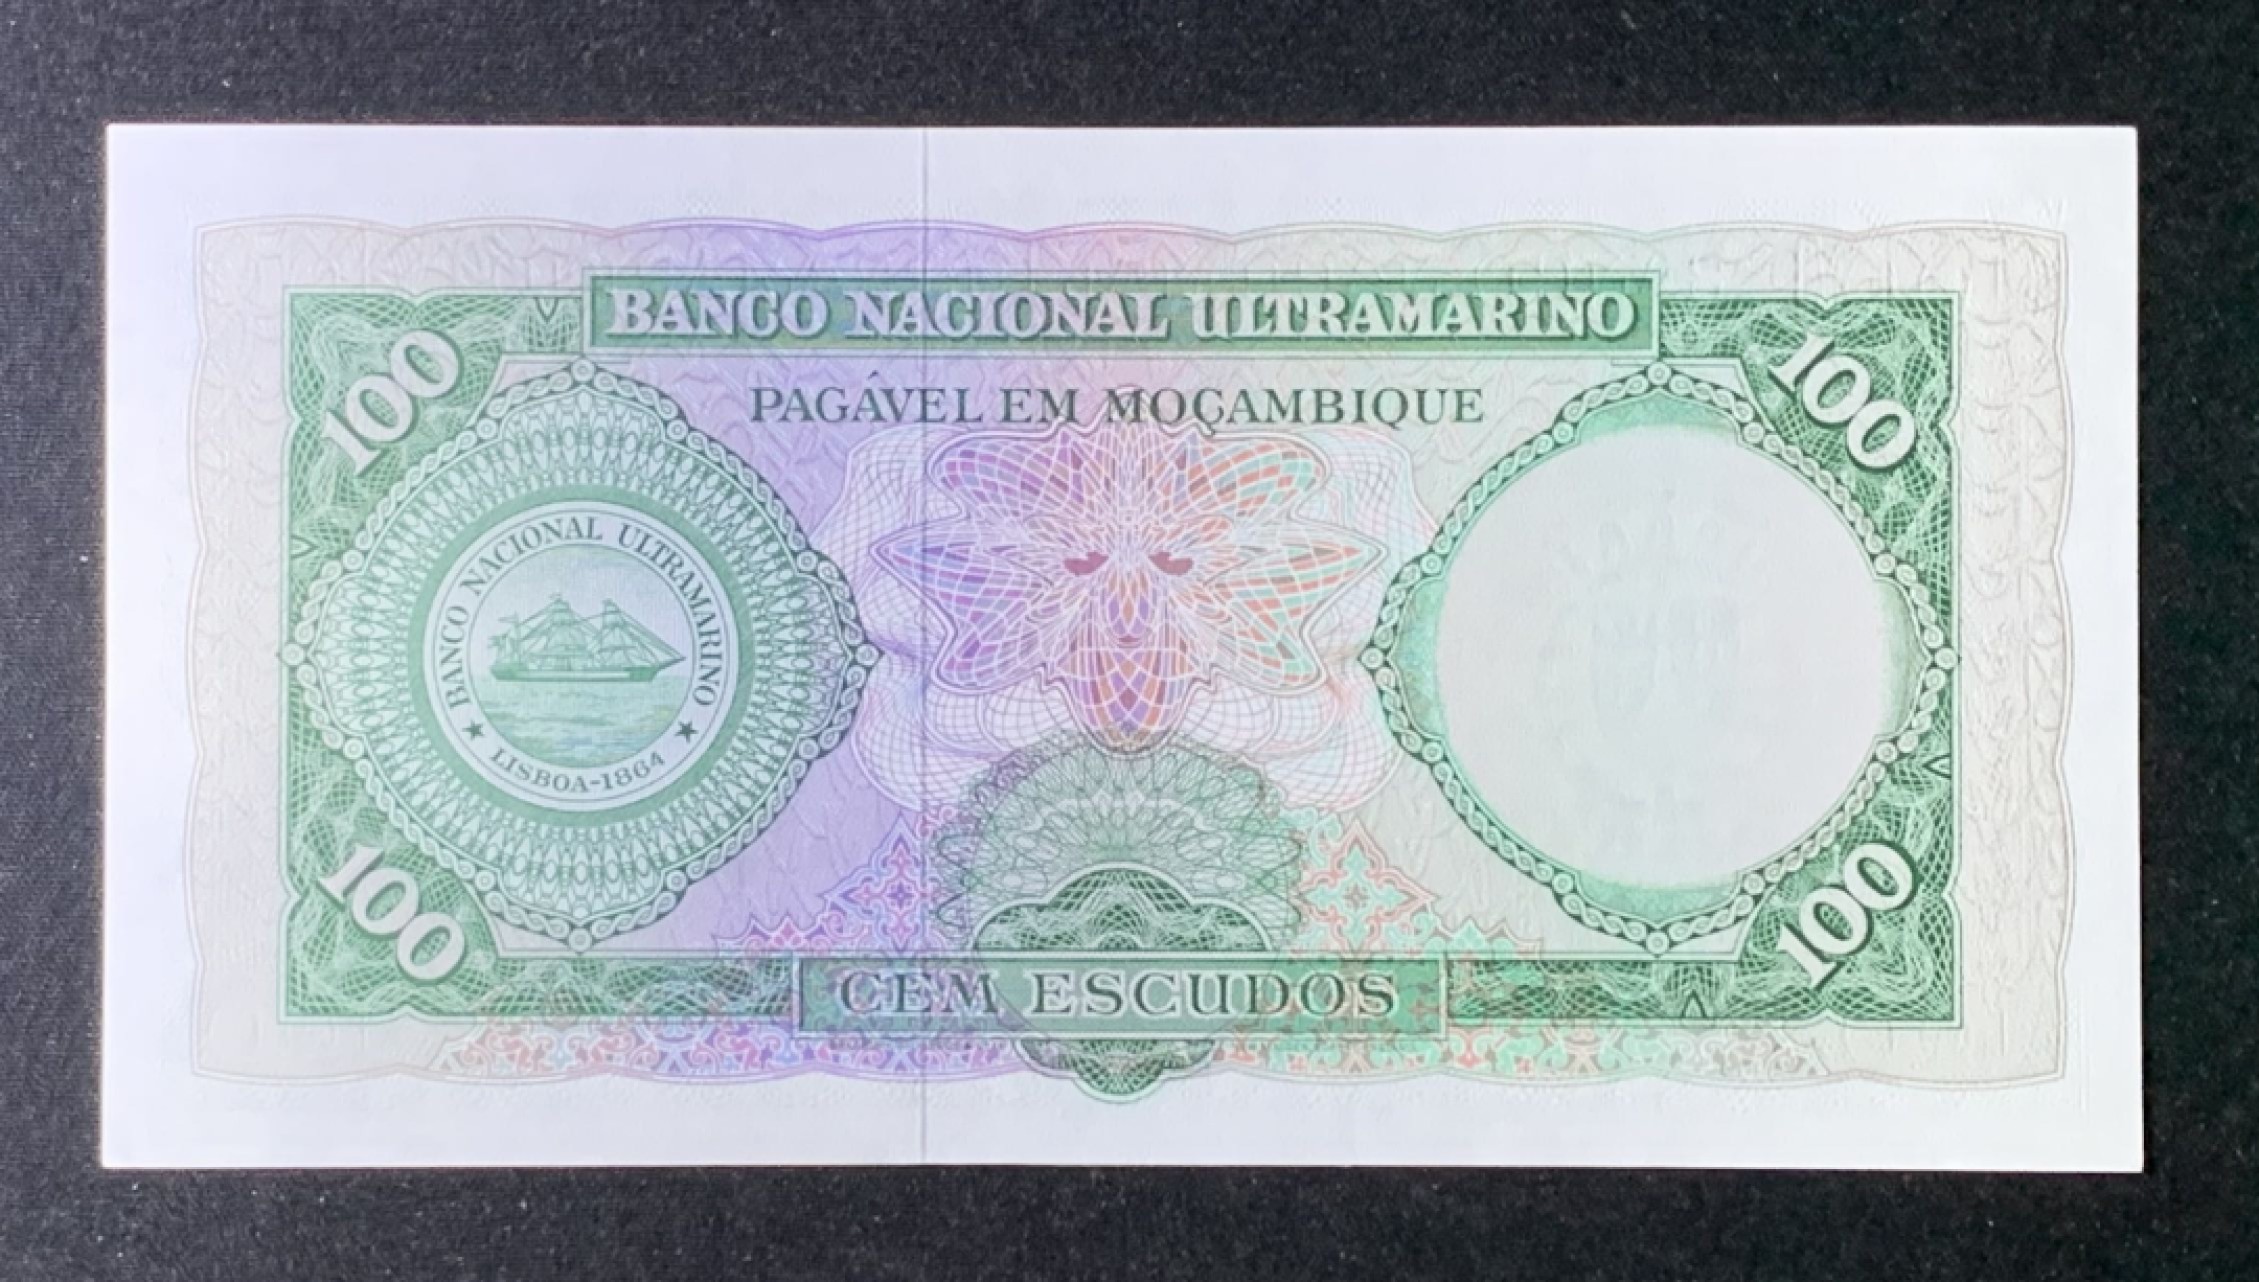 BANCO NACIONAL ULTRAMARINO
100
100
PAGÁVEL EM MOÇAMBIQUE
BANCO NACIONAL ULTRAMARINO
LISBOA-1864
100
100
CEM ESCUDOS